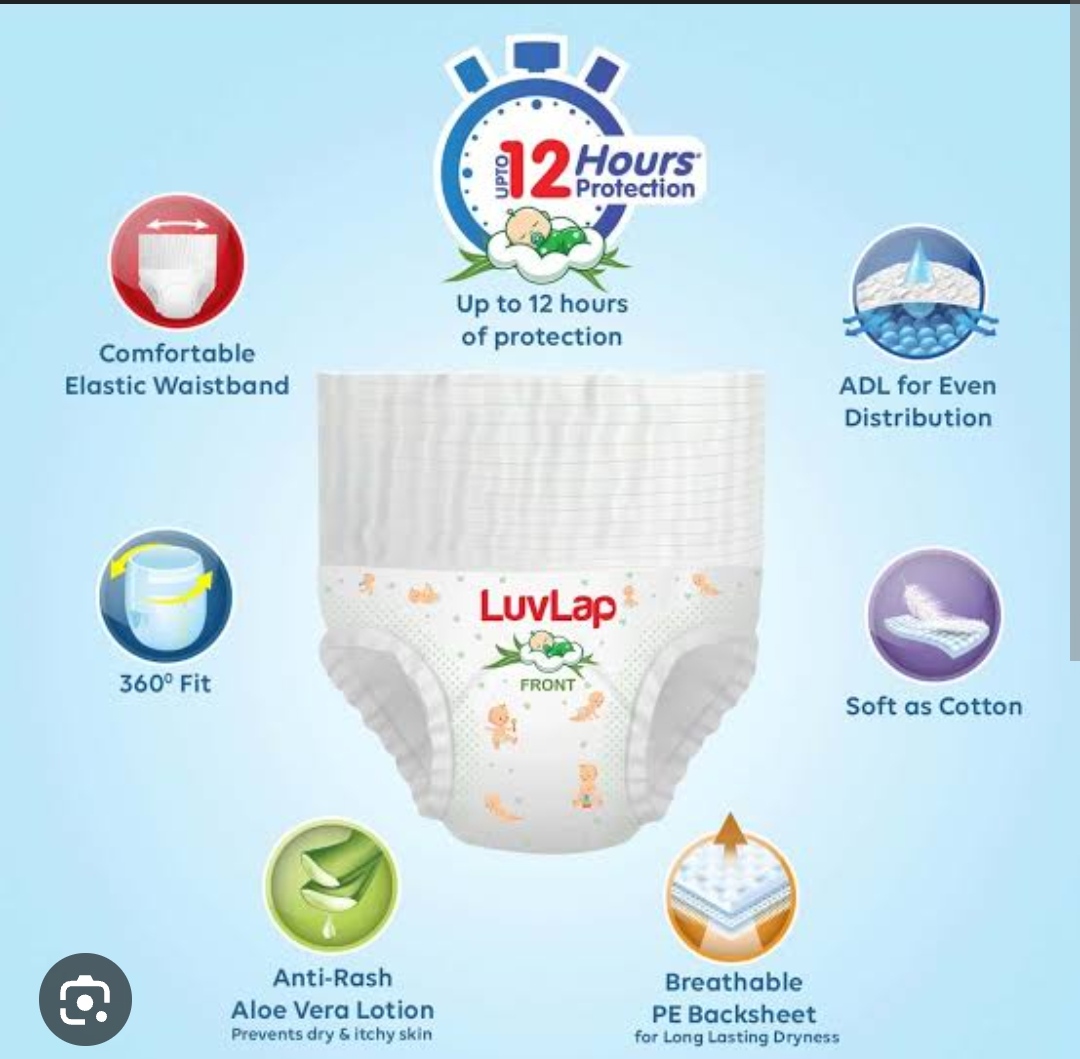 UPTO
12 Hours*
Protection
Up to 12 hours
of protection
Comfortable
Elastic Waistband
ADL for Even
Distribution
360⁰ Fit
LuvLap
FRONT
Soft as Cotton
Anti-Rash
Aloe Vera Lotion
Prevents dry & itchy skin
Breathable
PE Backsheet
for Long Lasting Dryness